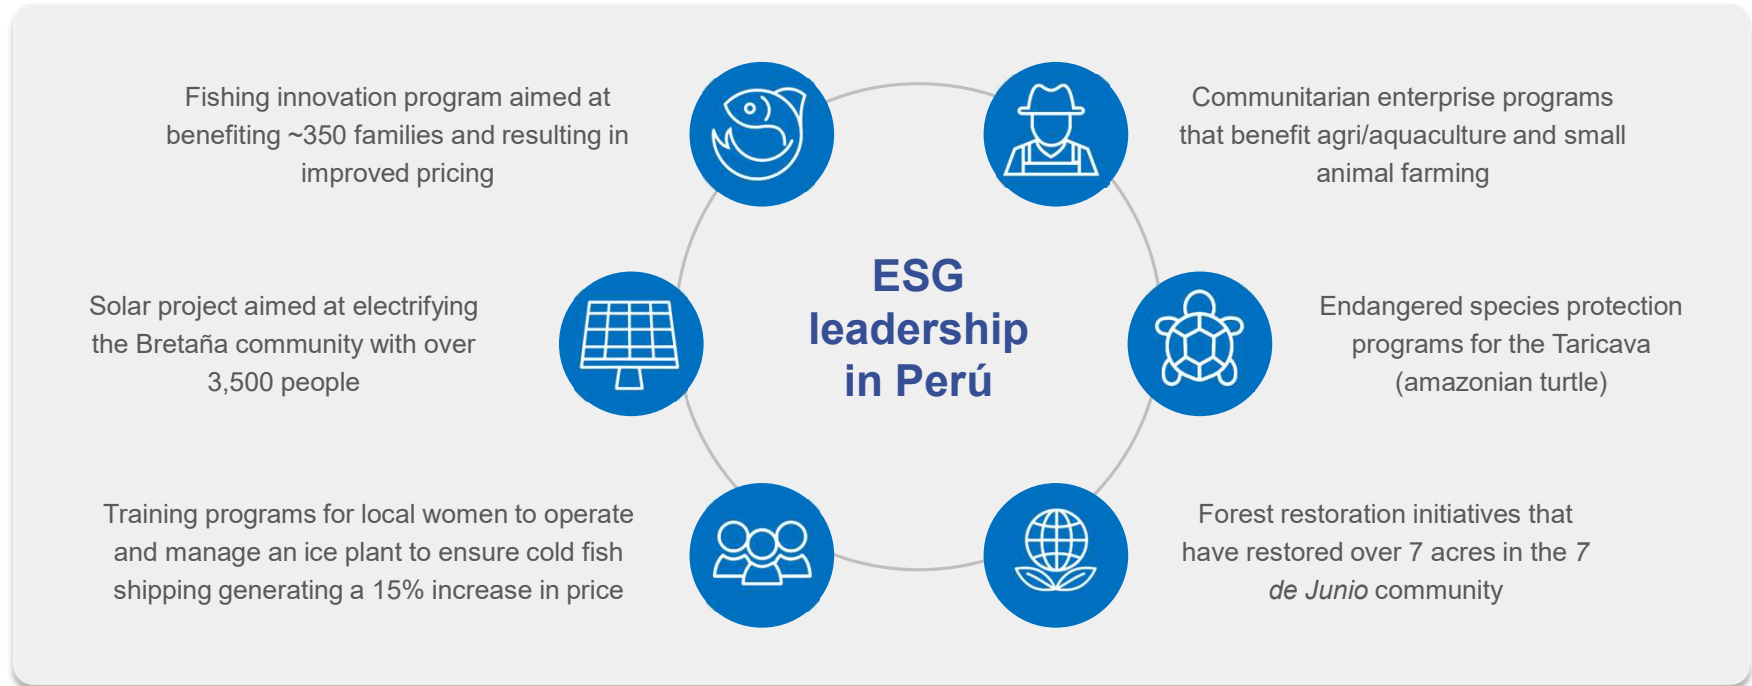 Fishing innovation program aimed at
benefiting ~350 families and resulting in
improved pricing
Communitarian enterprise programs
that benefit agri/aquaculture and small
animal farming
ESG
leadership
in Perú
Solar project aimed at electrifying
the Bretaña community with over
3,500 people
Endangered species protection
programs for the Taricava
(amazonian turtle)
Training programs for local women to operate
and manage an ice plant to ensure cold fish
shipping generating a 15% increase in price
Forest restoration initiatives that
have restored over 7 acres in the 7
de Junio community